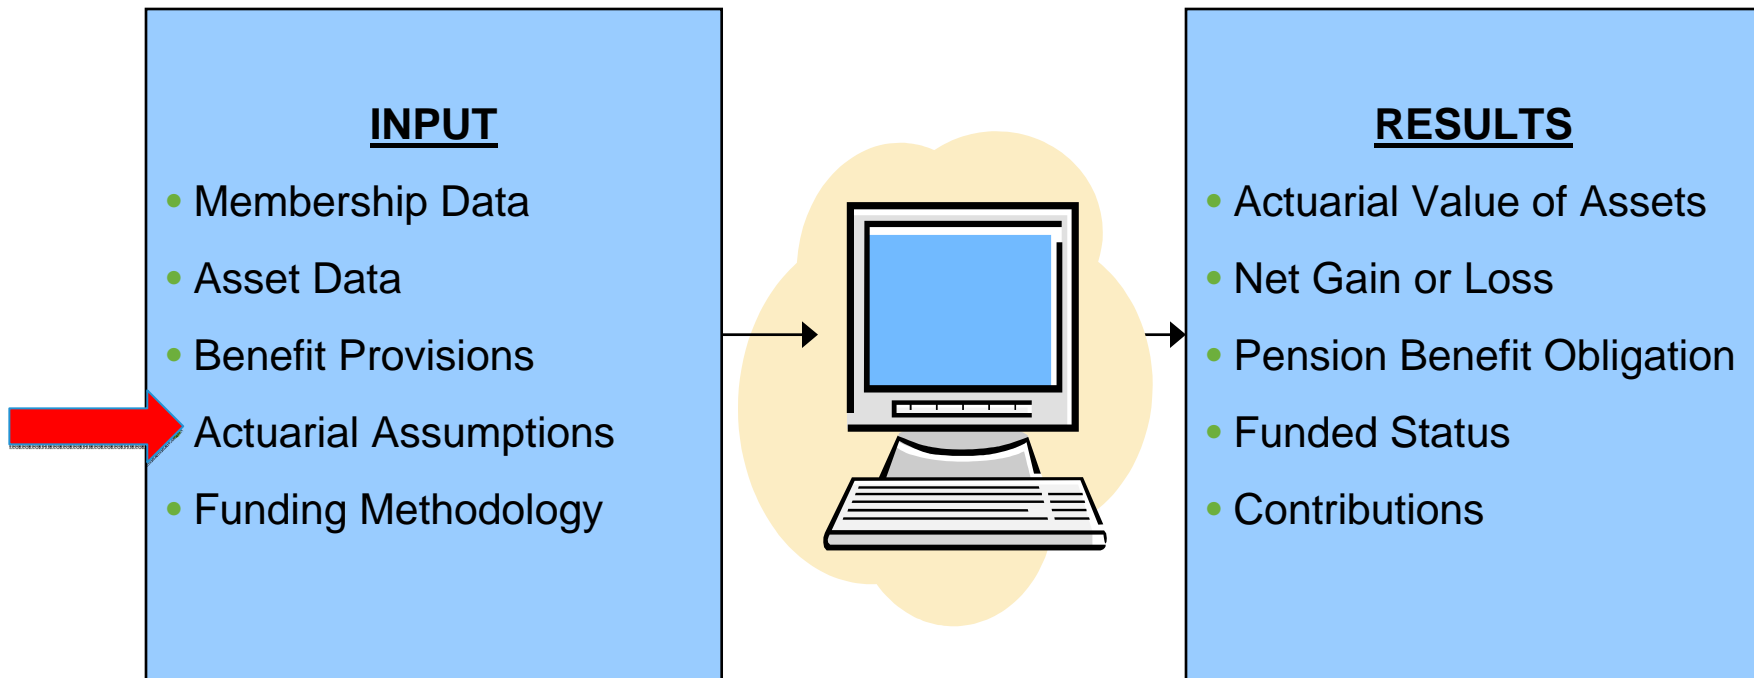 INPUT
• Membership Data
• Asset Data
• Benefit Provisions
Actuarial Assumptions
• Funding Methodology
RESULTS
• Actuarial Value of Assets
• Net Gain or Loss
• Pension Benefit Obligation
• Funded Status
• Contributions